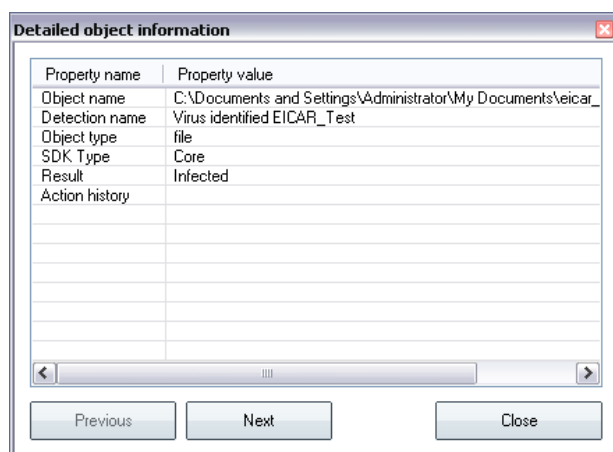 Detailed object information
Property name Property value
Object name C:\Documents and Settings\Administrator\My Documents\eicar_
Detection name Virus identified EICAR_Test
Object type file
SDK Type Core
Result Infected
Action history
Previous Next Close